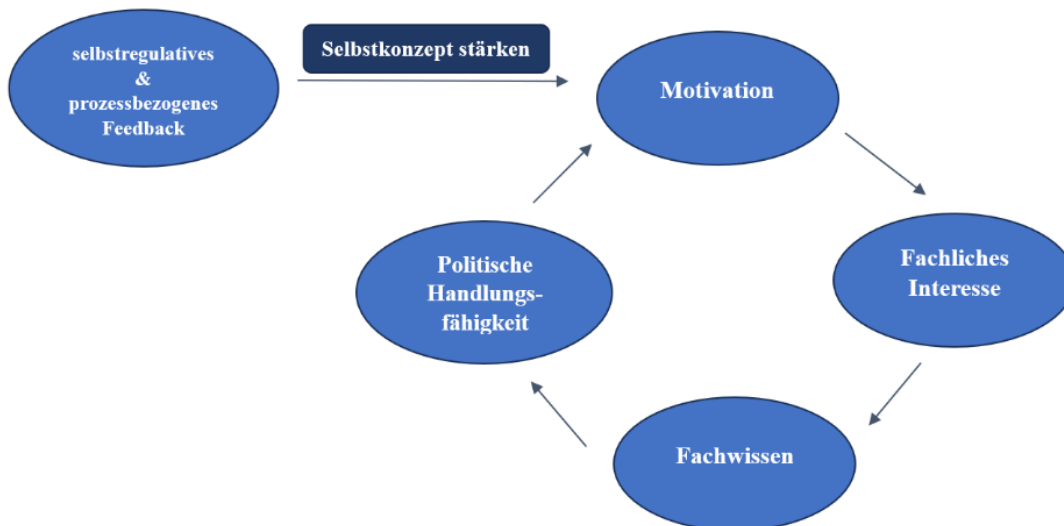 selbstregulatives
&
prozessbezogenes
Feedback
Selbstkonzept stärken
Motivation
Fachliches
Interesse
Fachwissen
Politische
Handlungs-
fähigkeit